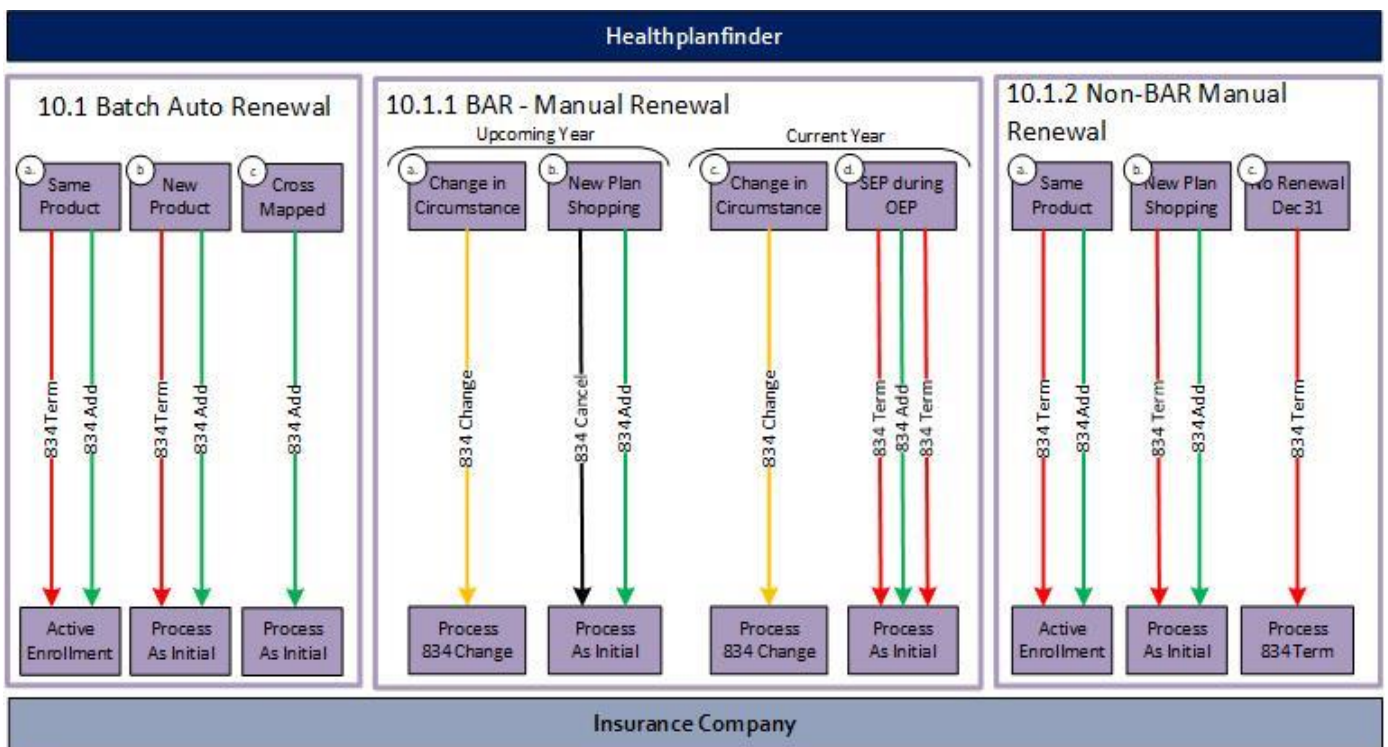 Healthplanfinder
10.1 Batch Auto Renewal
a.
Same
Product
b
New
Product
c
Cross
Mapped
834 Term
834 Add
834 Term
834 Add
834 Add
Active
Enrollment
Process
As Initial
Process
As Initial
10.1.1 BAR - Manual Renewal
Upcoming Year
Current Year
a.
Change in
Circumstance
b.
New Plan
Shopping
c.
Change in
Circumstance
d.
SEP during
OEP
834 Change
834 Cancel
834 Add
834 Change
834 Term
834 Add
834 Term
Process
834 Change
Process
As Initial
Process
834 Change
Process
As Initial
10.1.2 Non-BAR Manual
Renewal
a.
Same
Product
b.
New Plan
Shopping
c.
No Renewal
Dec 31
834 Term
834 Add
834 Term
834 Add
834 Term
Active
Enrollment
Process
As Initial
Process
834 Term
Insurance Company